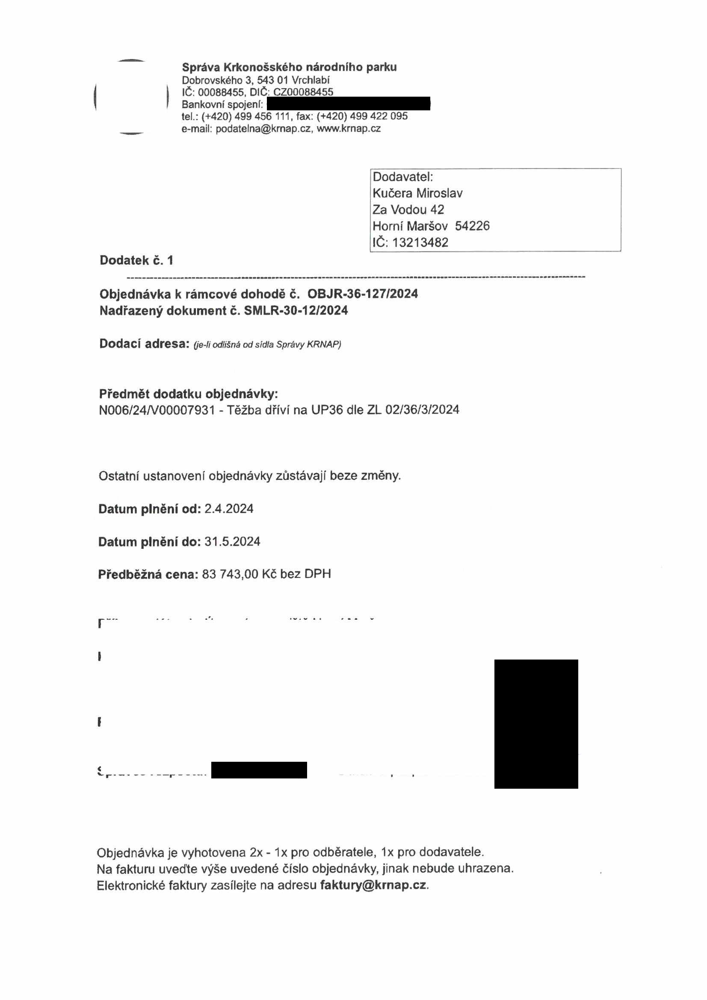 Správa Krkonošského národního parku
Dobrovského 3, 543 01 Vrchlabí
IČ: 00088455, DIČ: CZ00088455
Bankovní spojení:
tel.: (+420) 499 456 111, fax: (+420) 499 422 095
e-mail: podatelna@krnap.cz, www.krnap.cz
Dodavatel:
Kučera Miroslav
Za Vodou 42
Horní Maršov 54226
IČ: 13213482
Dodatek č. 1
Objednávka k rámcové dohodě č. OBJR-36-127/2024
Nadřazený dokument č. SMLR-30-12/2024
Dodací adresa: (je-li odlišná od sídla Správy KRNAP)
Předmět dodatku objednávky:
N006/24/V00007931 - Těžba dříví na UP36 dle ZL 02/36/3/2024
Ostatní ustanovení objednávky zůstávají beze změny.
Datum plnění od: 2.4.2024
Datum plnění do: 31.5.2024
Předběžná cena: 83 743,00 Kč bez DPH
Objednávka je vyhotovena 2x - 1x pro odběratele, 1x pro dodavatele.
Na fakturu uveďte výše uvedené číslo objednávky, jinak nebude uhrazena.
Elektronické faktury zasílejte na adresu faktury@krnap.cz.